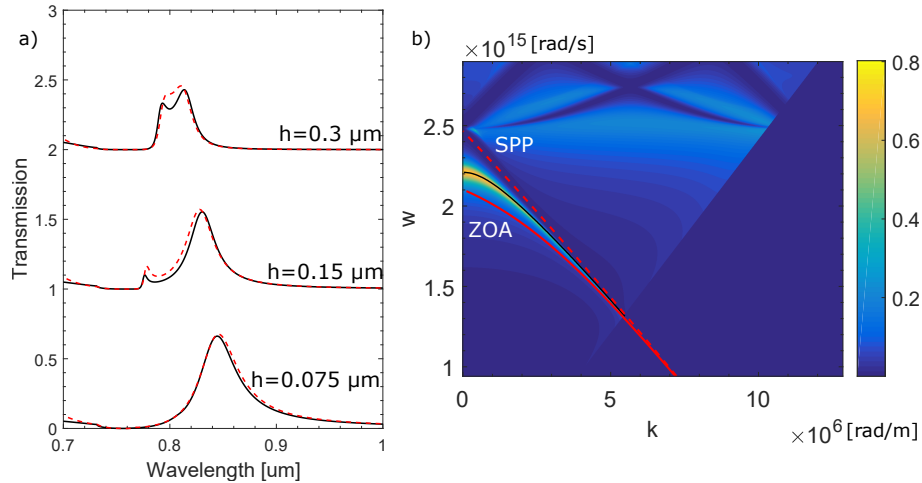 a)
3
2.5
2
1.5
1
0.5
0
Transmission
h=0.3 μm
h=0.15 μm
h=0.075 μm
0.7
0.8
0.9
1
Wavelength [um]
b)
×10 15 [rad/s]
2.5
2
1.5
1
w
SPP
ZOA
0
5
10
k
×10 6 [rad/m]
0.8
0.6
0.4
0.2